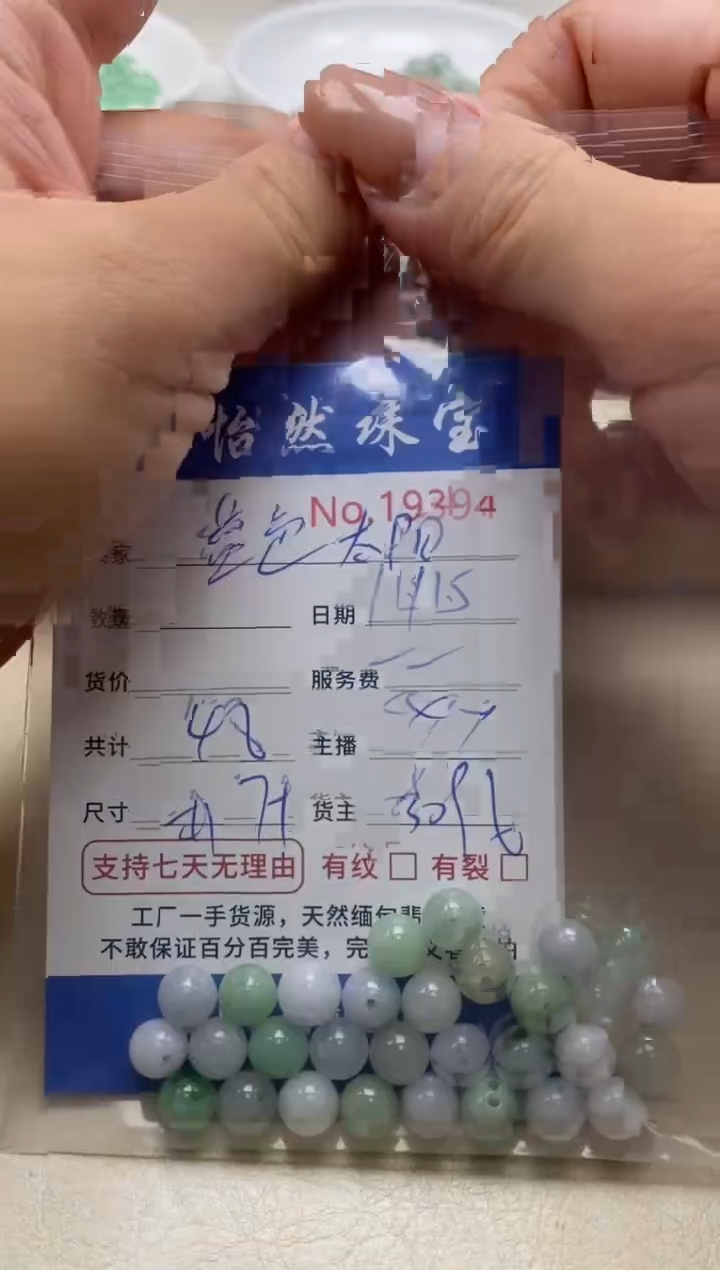 怡然珠宝
No.19394
家 蓝色太阳
数量 日期 11.15
货价 服务费
共计 48 主播
尺寸 货主
支持七天无理由 有纹 □ 有裂 □
工厂一手货源，天然缅甸翡
不敢保证百分百完美，完